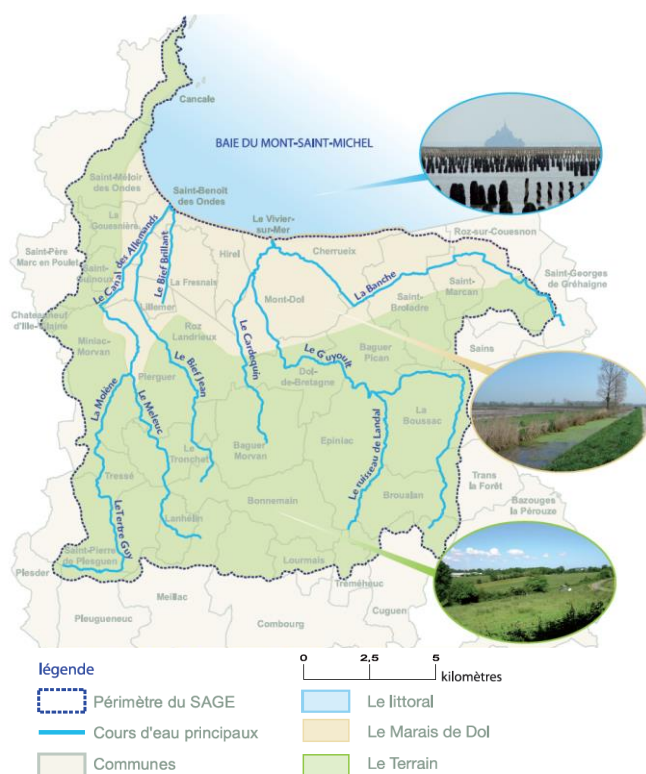 Cancale
BAIE DU MONT-SAINT-MICHEL
Saint-Méloir
des Ondes
Saint-Benoît
des Ondes
La
Gouesnière
Le Vivier-
sur-Mer
Roz-sur-Couesnon
Saint-Père
Marc en Poulet
Le Canal des Allemands
Le Bief Brillant
Hirel
Cherrueix
Saint-Georges
de Gréhaigne
Saint-
Guinoux
La Fresnais
La Banche
Saint-
Marcan
Châteauneuf
d'Ille-Vilaine
Lillemer
Mont-Dol
Saint-
Broladre
Miniac-
Morvan
Roz
Landrieux
Le Cardequin
Baguer
Pican
Sains
Plerguer
Le Bief Jean
Le Guyoult
Dol-
de-Bretagne
La Molène
Le Meleuc
La
Boussac
Le
Tronchet
Baguer
Morvan
Epiniac
Le ruisseau de Landal
Tressé
Trans
la Forêt
Bonnemain
Broualan
Bazouges
la Pérouze
Le Tertre Guy
Lanhélin
Saint-Pierre
de Plesguen
Lourmais
Plesder
Trémeheuc
Meillac
Pleugueneuc
Combourg
Cuguen
légende
0 2,5 5
kilomètres
Périmètre du SAGE
Le littoral
Cours d'eau principaux
Le Marais de Dol
Communes
Le Terrain